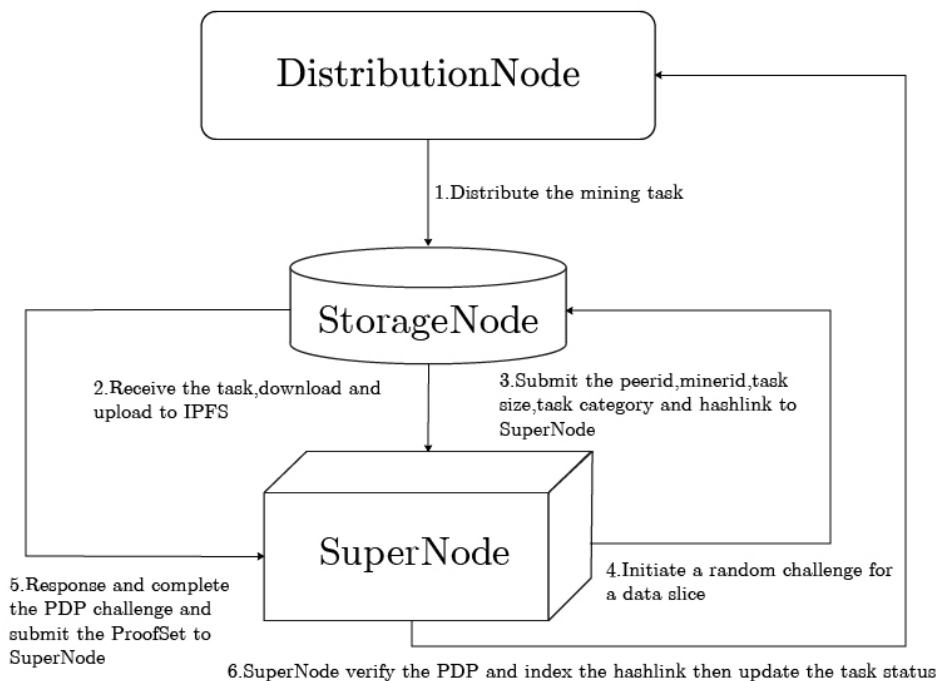 DistributionNode
1.Distribute the mining task
StorageNode
2.Receive the task,download and
upload to IPFS
3.Submit the peerid,minerid,task
size,task category and hashlink to
SuperNode
SuperNode
4.Initiate a random challenge for
a data slice
5.Response and complete
the PDP challenge and
submit the ProofSet to
SuperNode
6.SuperNode verify the PDP and index the hashlink then update the task status